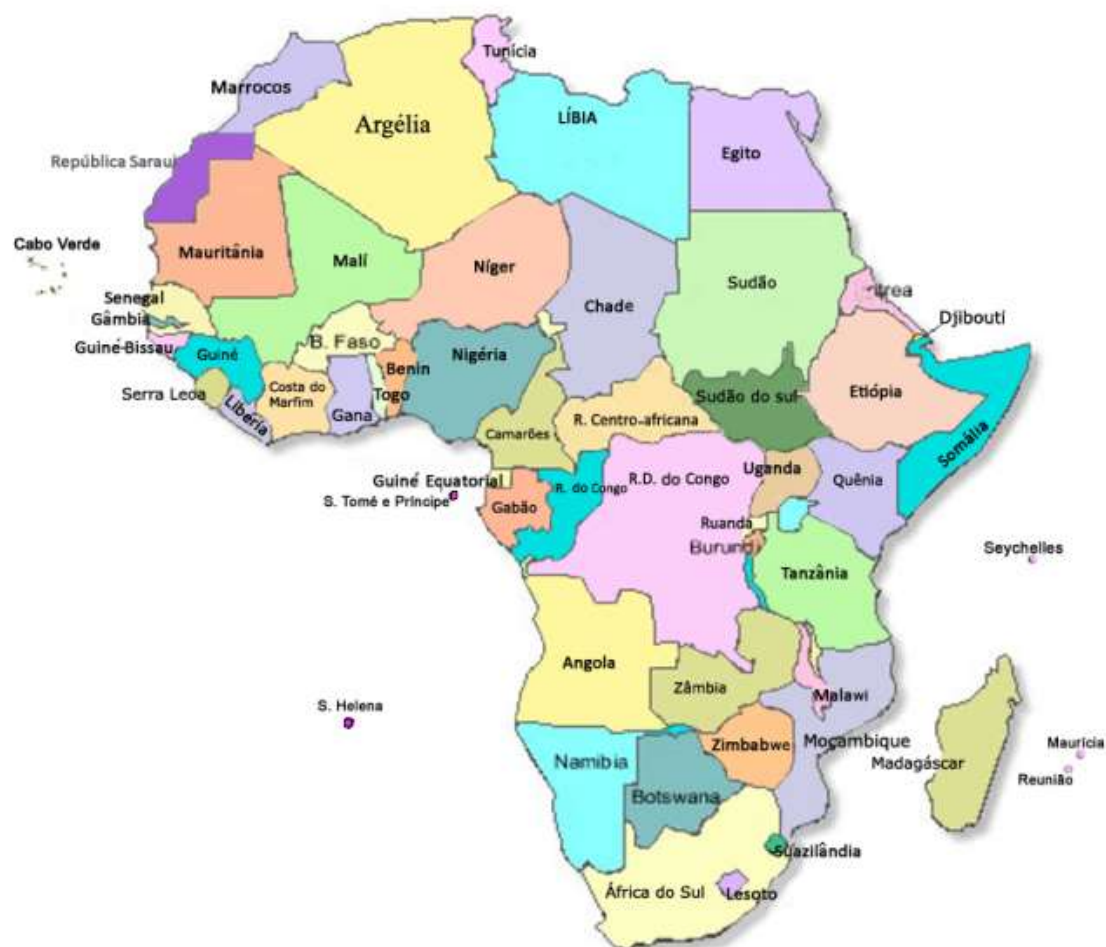 Tunícia
Marrocos
Argélia
LÍBIA
Egito
República Saraui
Cabo Verde
Mauritânia
Malí
Níger
Chade
Sudão
Senegal
Gâmbia
Guiné-Bissau
Guiné
B. Faso
Nigéria
Benin
Djibouti
Serra Leoa
Libéria
Costa do
Marfim
Gana
Togo
Camarões
R. Centro-africana
Sudão do sul
Etiópia
Somália
Guiné Equatorial
S. Tomé e Príncipe
Gabão
R. do Congo
R.D. do Congo
Uganda
Quênia
Ruanda
Tanzânia
Seychelles
Angola
Zâmbia
Malawi
S. Helena
Namibia
Zimbabwe
Moçambique
Madagáscar
Mauricia
Reunião
Botswana
Suazilândia
África do Sul
Lesoto